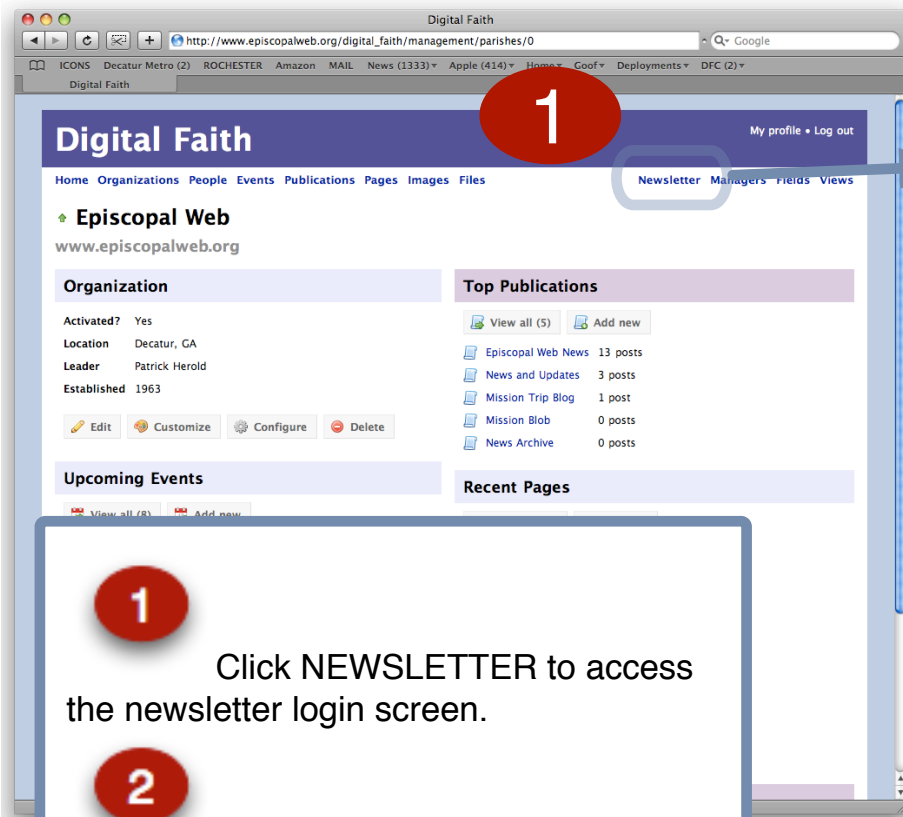 Digital Faith
http://www.episcopalweb.org/digital_faith/management/parishes/0
Google
ICONS Decatur Metro (2) ROCHESTER Amazon MAIL News (1333) Apple (414) Home Goof Deployments DFC (2)
Digital Faith
1
Digital Faith
My profile • Log out
Home Organizations People Events Publications Pages Images Files
Newsletter Managers Fields Views
Episcopal Web
www.episcopalweb.org
Organization
Activated? Yes
Location Decatur, GA
Leader Patrick Herold
Established 1963
Edit Customize Configure Delete
Upcoming Events
View all (8) Add new
Top Publications
View all (5) Add new
Episcopal Web News 13 posts
News and Updates 3 posts
Mission Trip Blog 1 post
Mission Blob 0 posts
News Archive 0 posts
Recent Pages
1
Click NEWSLETTER to access
the newsletter login screen.
2